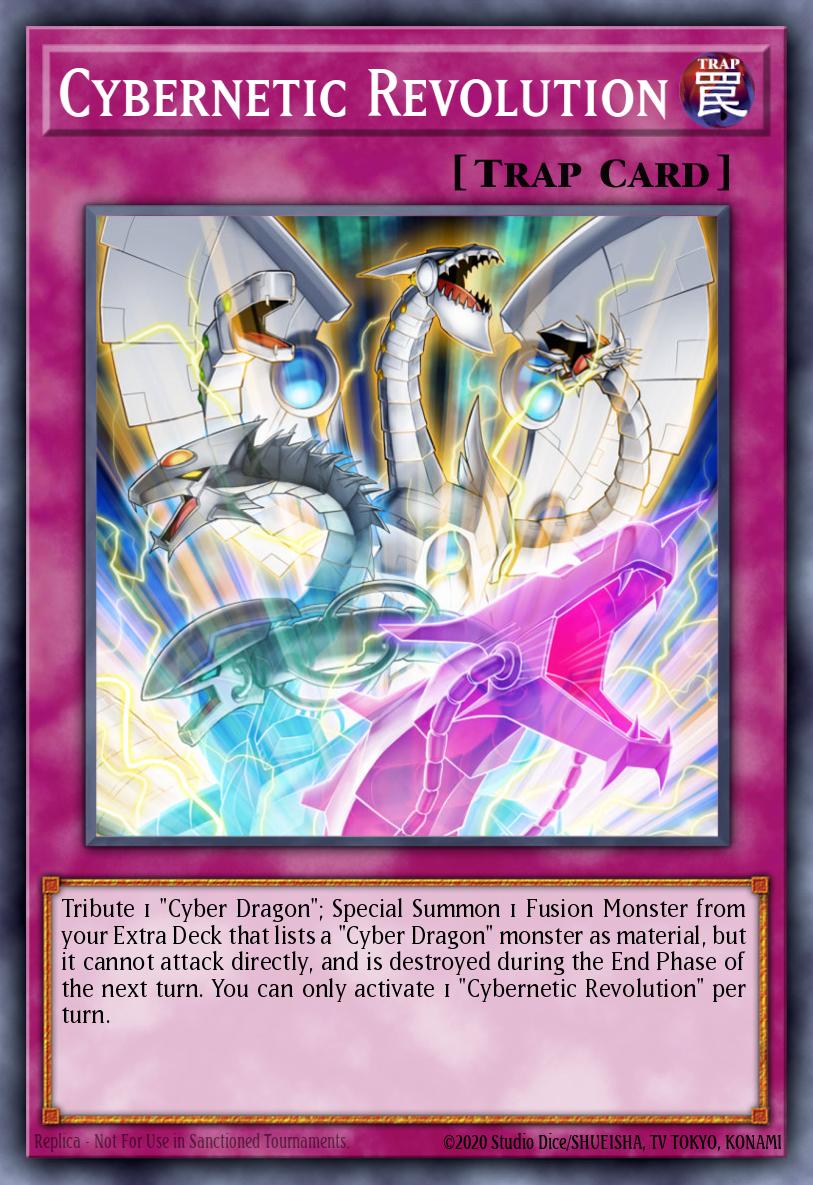 Cybernetic Revolution
TRAP
罠
[Trap Card]
Tribute 1 "Cyber Dragon"; Special Summon 1 Fusion Monster from
your Extra Deck that lists a "Cyber Dragon" monster as material, but
it cannot attack directly, and is destroyed during the End Phase of
the next turn. You can only activate 1 "Cybernetic Revolution" per
turn.
Replica - Not For Use in Sanctioned Tournaments.
©2020 Studio Dice/SHUEISHA, TV TOKYO, KONAMI